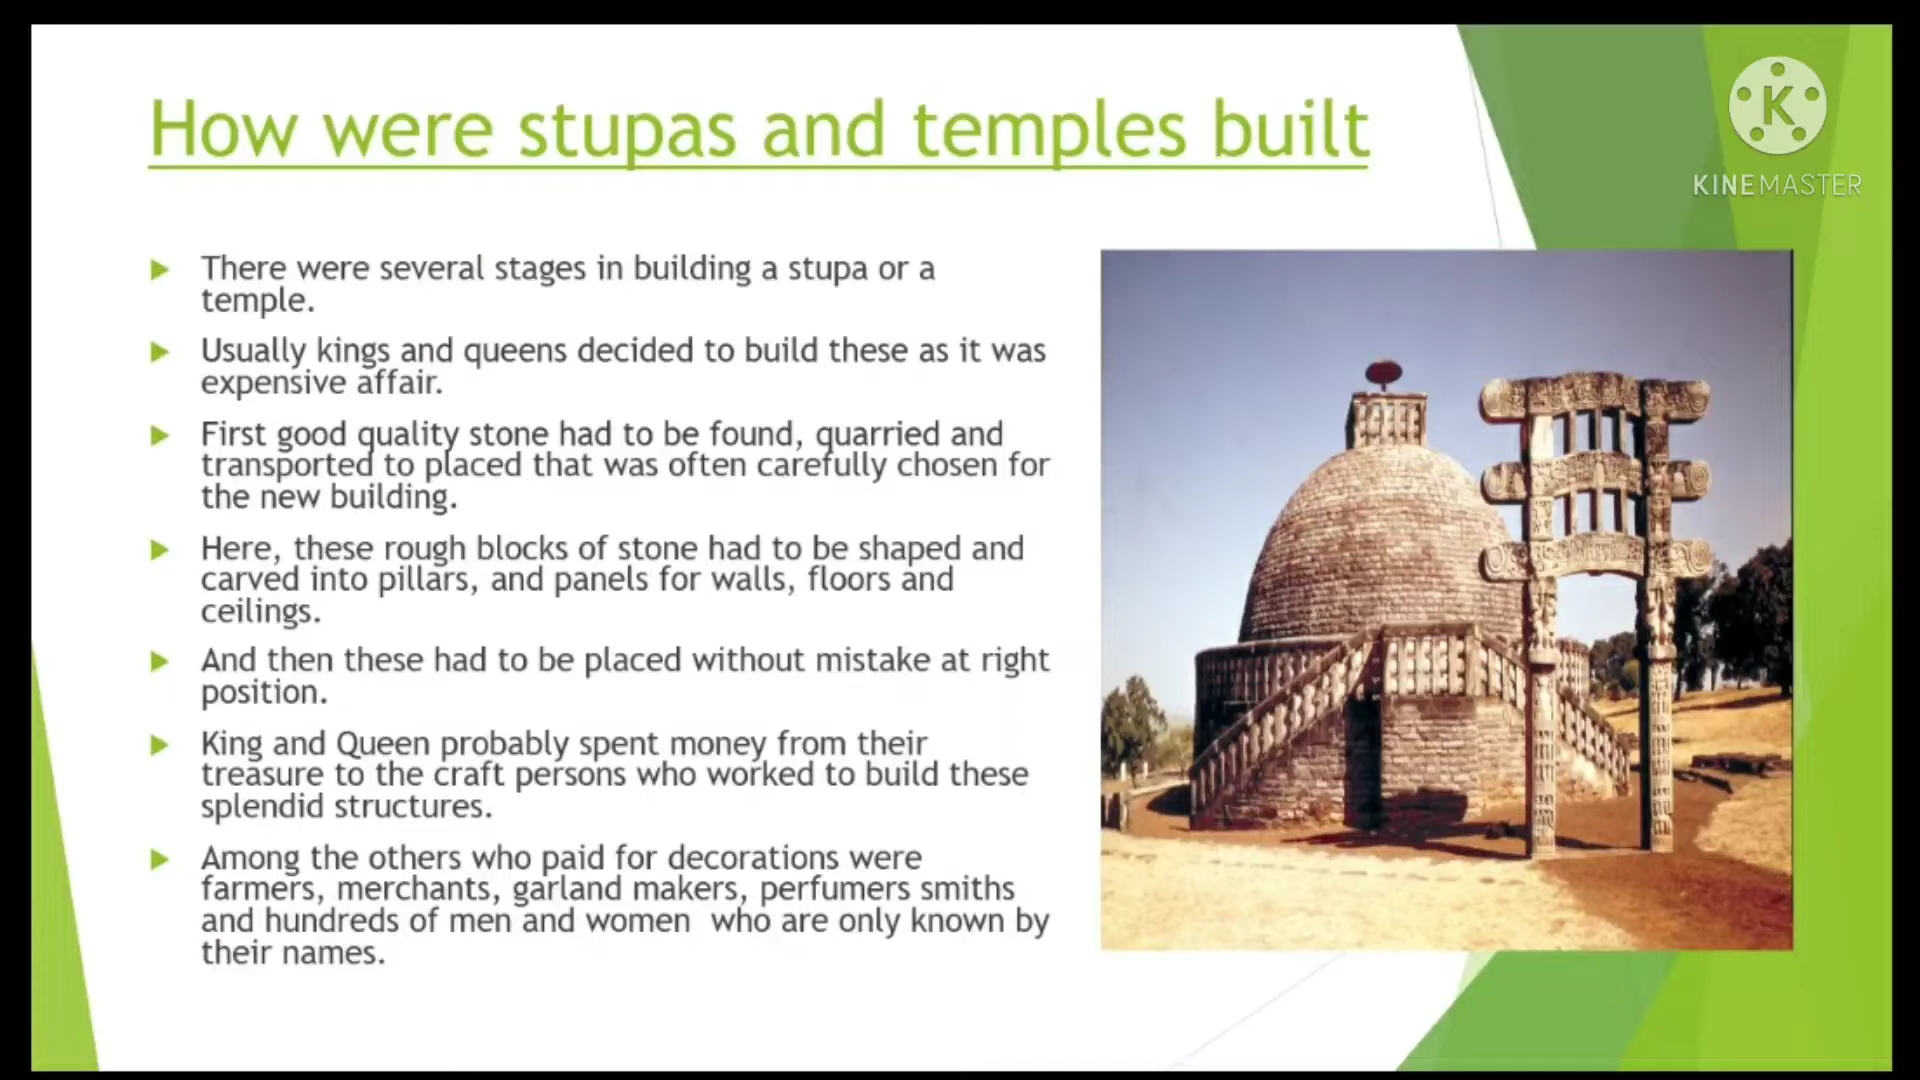 How were stupas and temples built
KINEMASTER
There were several stages in building a stupa or a
temple.
Usually kings and queens decided to build these as it was
expensive affair.
First good quality stone had to be found, quarried and
transported to placed that was often carefully chosen for
the new building.
Here, these rough blocks of stone had to be shaped and
carved into pillars, and panels for walls, floors and
ceilings.
And then these had to be placed without mistake at right
position.
King and Queen probably spent money from their
treasure to the craft persons who worked to build these
splendid structures.
Among the others who paid for decorations were
farmers, merchants, garland makers, perfumers smiths
and hundreds of men and women  who are only known by
their names.